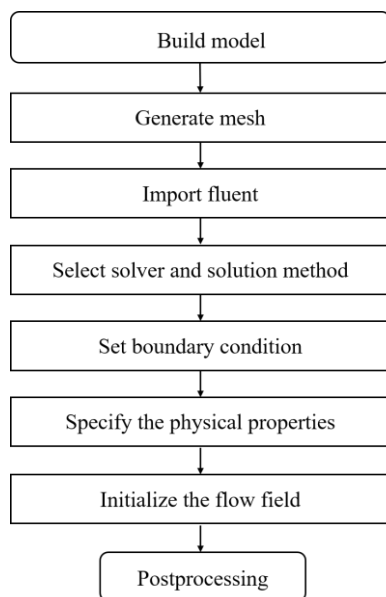 Build model
Generate mesh
Import fluent
Select solver and solution method
Set boundary condition
Specify the physical properties
Initialize the flow field
Postprocessing